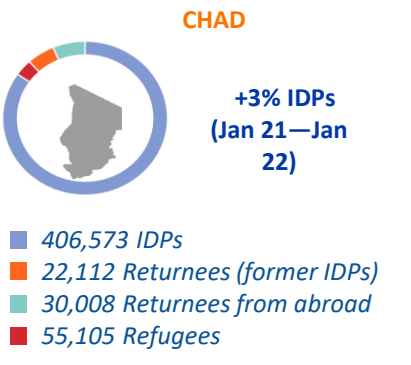 CHAD
+3% IDPs
(Jan 21—Jan
22)
406,573 IDPs
22,112 Returnees (former IDPs)
30,008 Returnees from abroad
55,105 Refugees